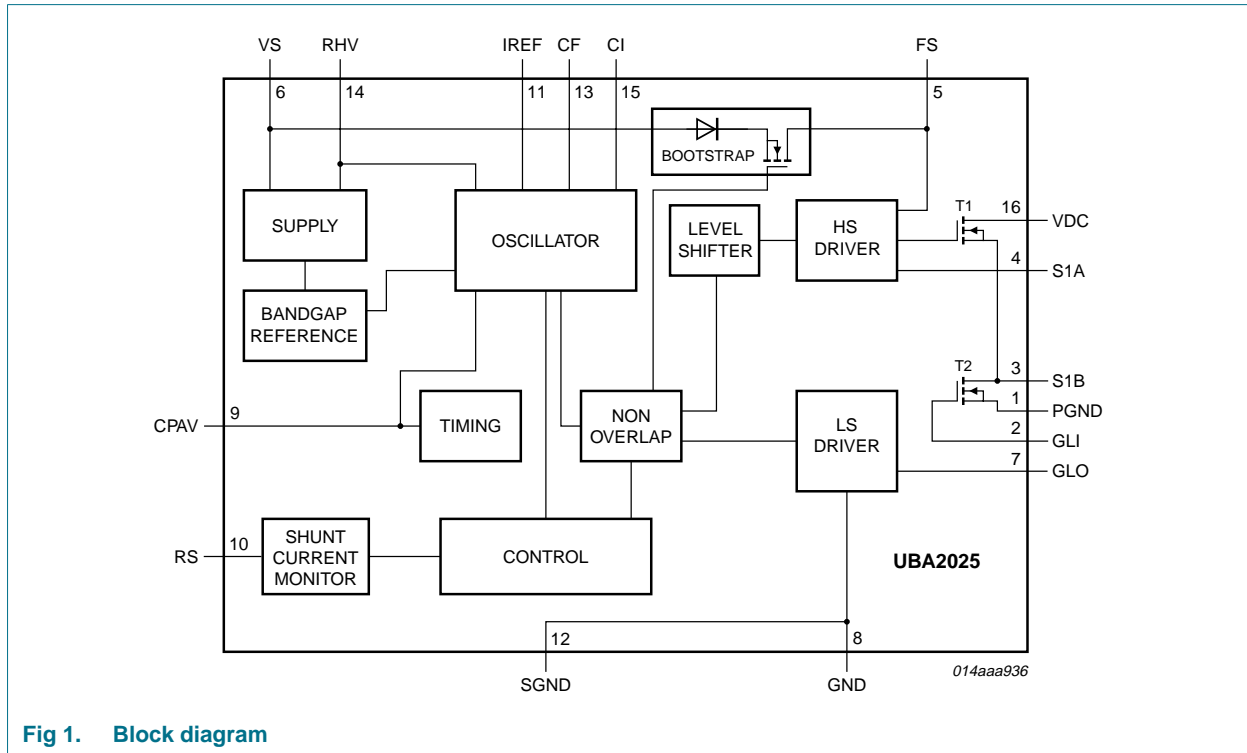 VS RHV IREF CF CI FS
6 14 11 13 15 5
BOOTSTRAP
SUPPLY
OSCILLATOR
LEVEL
SHIFTER
HS
DRIVER
T1
16 VDC
4 S1A
BANDGAP
REFERENCE
T2
3 S1B
1 PGND
2 GLI
7 GLO
CPAV 9
TIMING
NON
OVERLAP
LS
DRIVER
RS 10
SHUNT
CURRENT
MONITOR
CONTROL
UBA2025
12 8
SGND GND
014aaa936
Fig 1. Block diagram